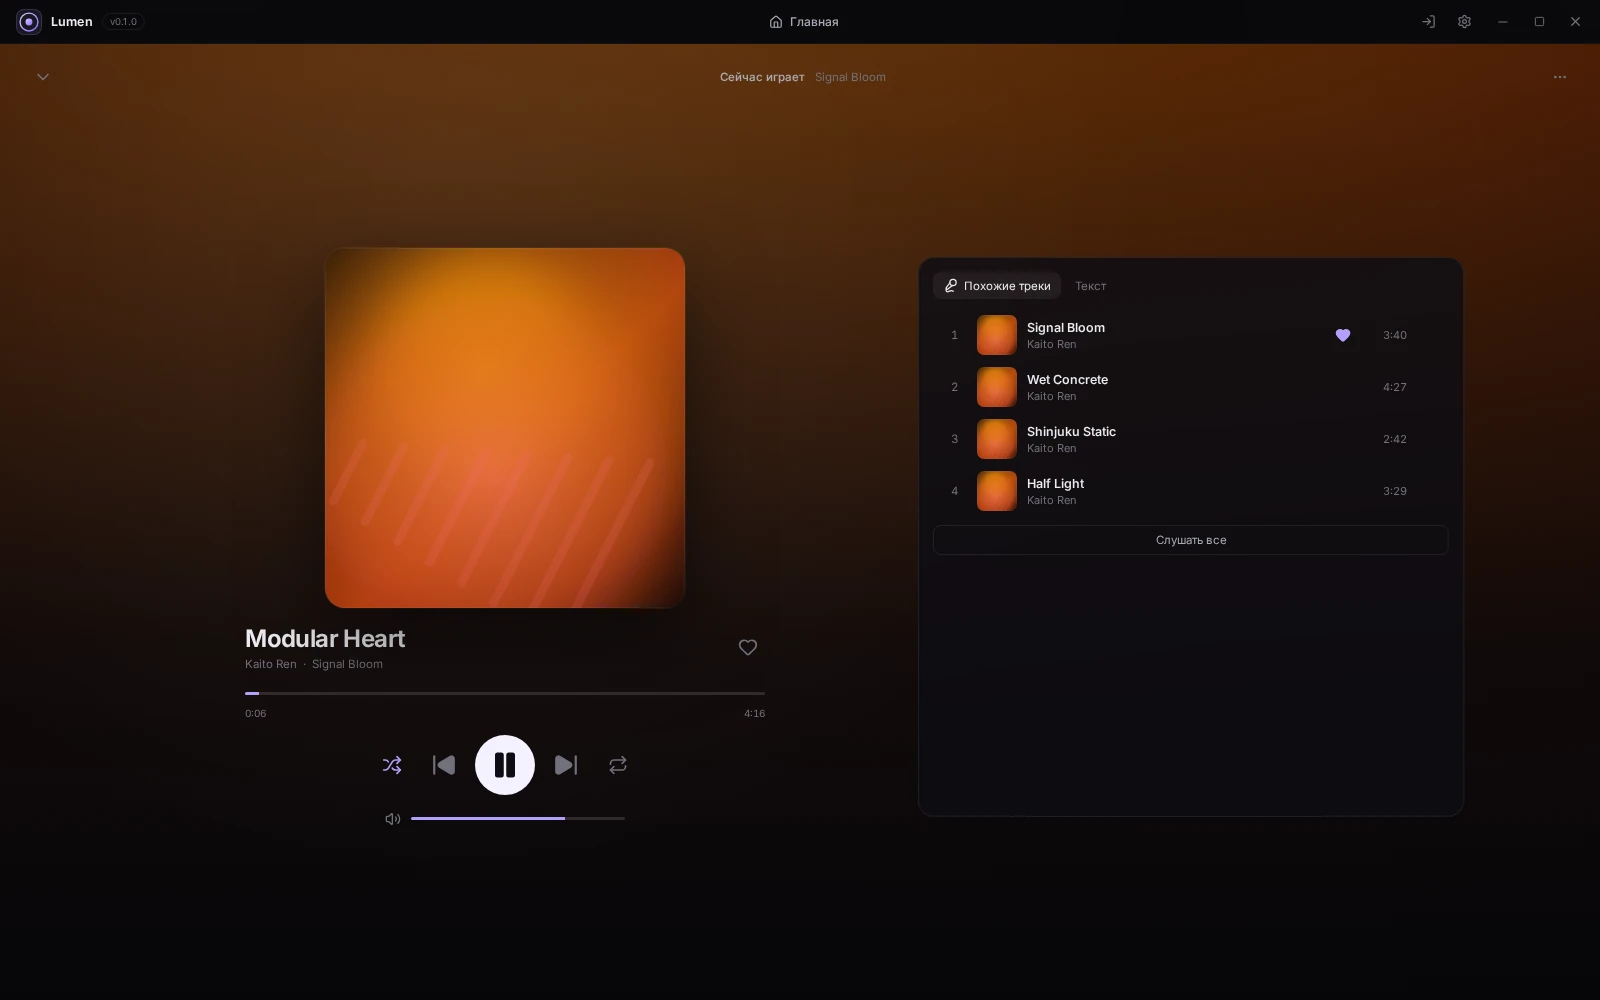 Lumen v0.1.0
Главная
Сейчас играет Signal Bloom
Modular Heart
Kaito Ren · Signal Bloom
0:06 4:16
Похожие треки Текст
1 Signal Bloom 3:40
Kaito Ren
2 Wet Concrete 4:27
Kaito Ren
3 Shinjuku Static 2:42
Kaito Ren
4 Half Light 3:29
Kaito Ren
Слушать все